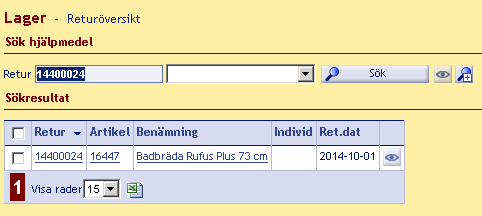 Lager - Returöversikt
Sök hjälpmedel
Retur 14400024 Sök
Sökresultat
Retur Artikel Benämning Individ Ret.dat
14400024 16447 Badbräda Rufus Plus 73 cm 2014-10-01
1 Visa rader 15